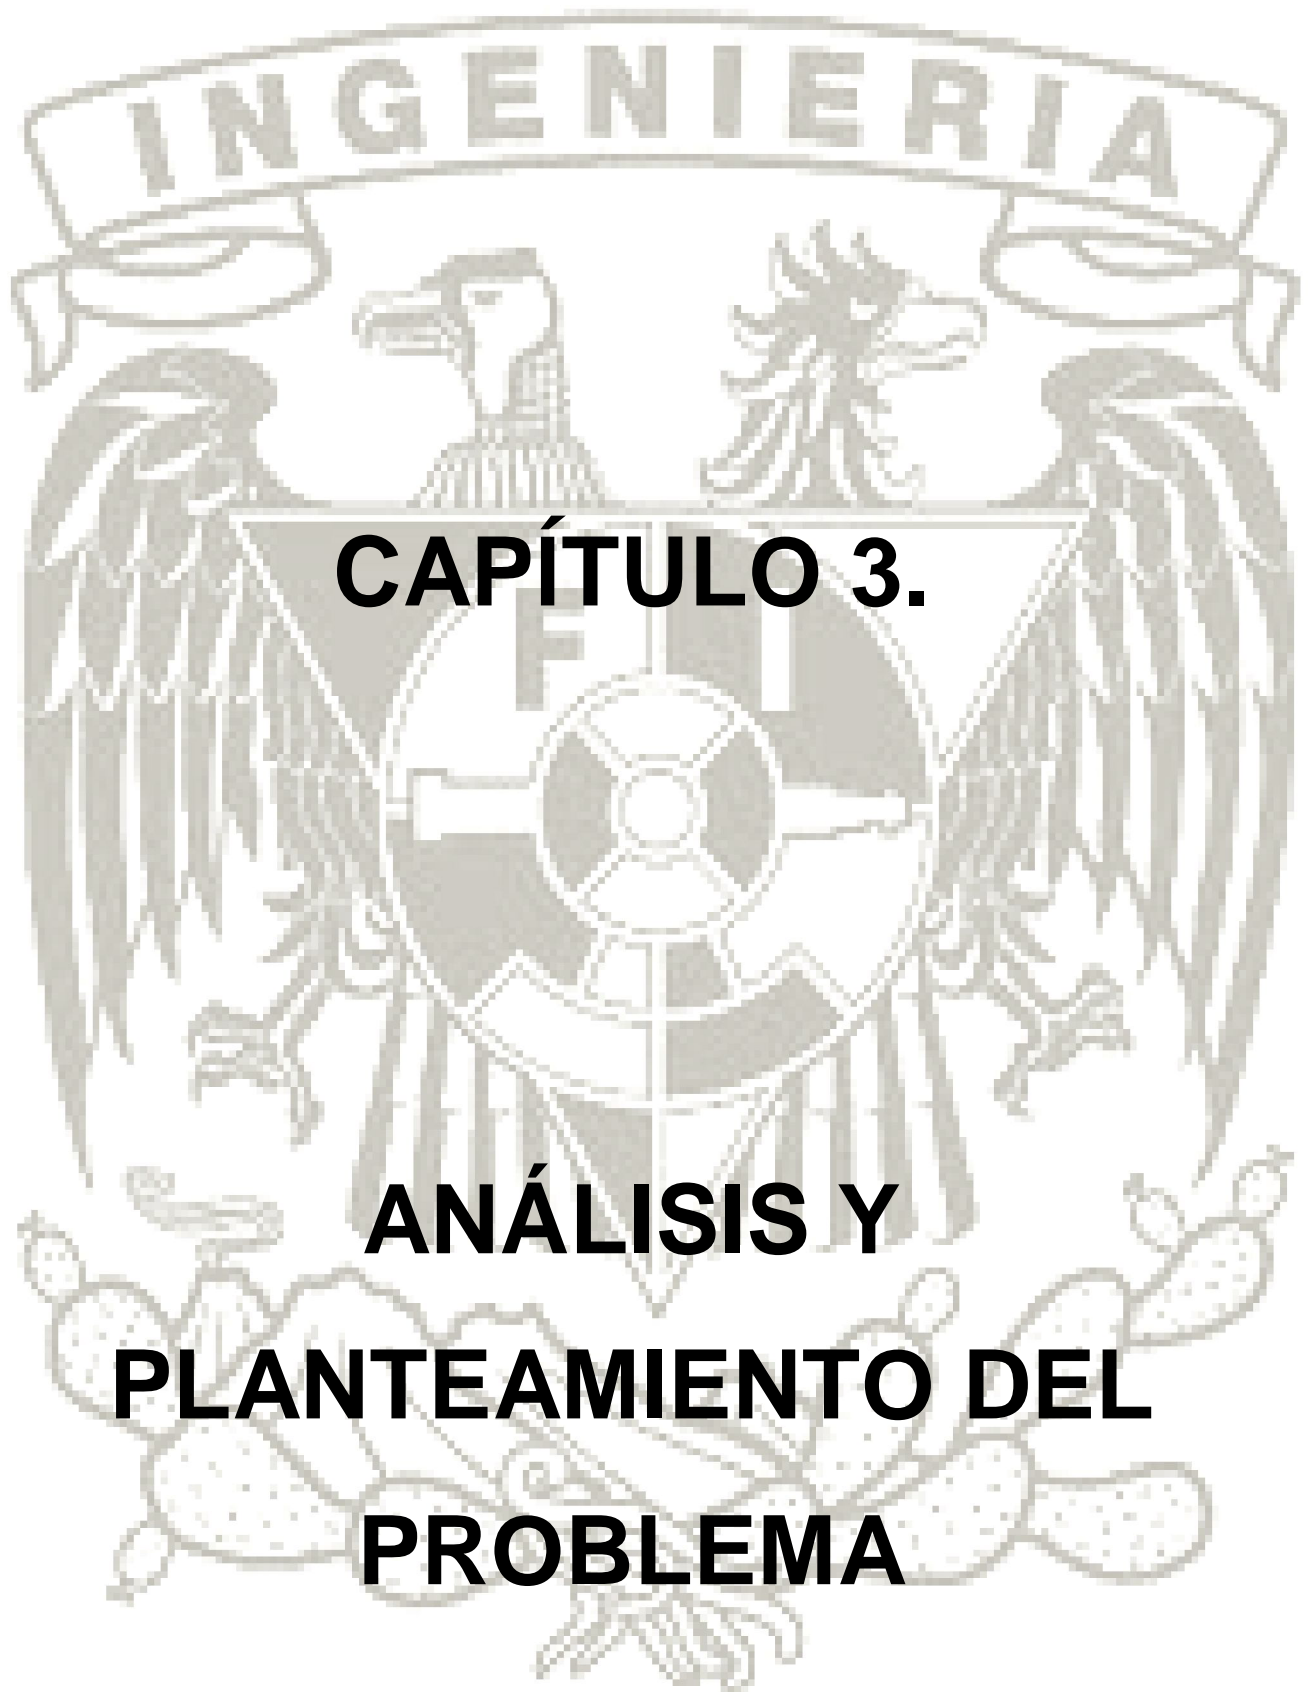 INGENIERIA
CAPÍTULO 3.
F I
ANÁLISIS Y
PLANTEAMIENTO DEL
PROBLEMA